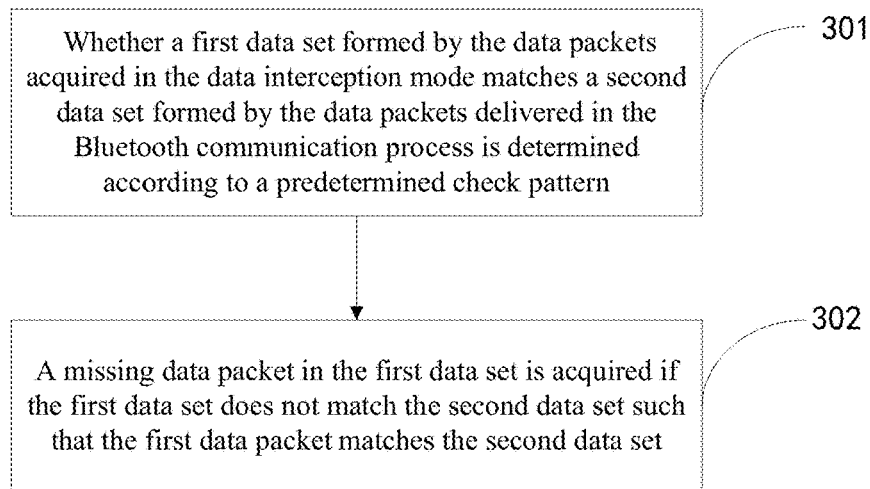 Whether a first data set formed by the data packets
acquired in the data interception mode matches a second
data set formed by the data packets delivered in the
Bluetooth communication process is determined
according to a predetermined check pattern
301
A missing data packet in the first data set is acquired if
the first data set does not match the second data set such
that the first data packet matches the second data set
302